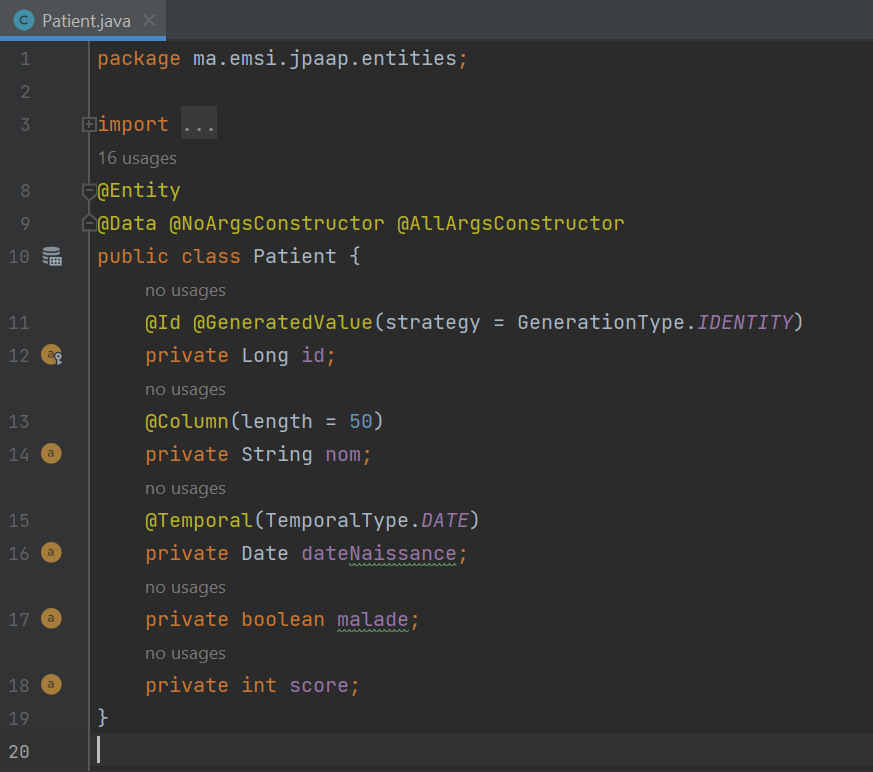 C Patient.java
1 package ma.emsi.jpaap.entities;
2
3 import ...
16 usages
8 @Entity
9 @Data @NoArgsConstructor @AllArgsConstructor
10 public class Patient {
no usages
11 @Id @GeneratedValue(strategy = GenerationType.IDENTITY)
12 a private Long id;
no usages
13 @Column(length = 50)
14 a private String nom;
no usages
15 @Temporal(TemporalType.DATE)
16 a private Date dateNaissance;
no usages
17 a private boolean malade;
no usages
18 a private int score;
19 }
20